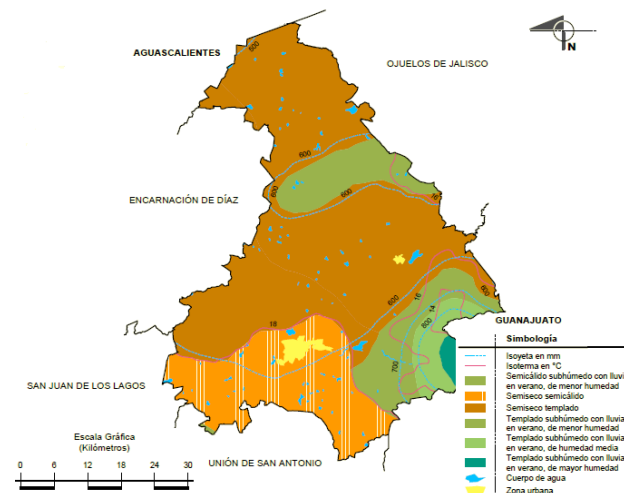 AGUASCALIENTES
OJUELOS DE JALISCO
N
600
600
600
600
16
ENCARNACIÓN DE DÍAZ
600
600
16
14
800
18
700
GUANAJUATO
SAN JUAN DE LOS LAGOS
UNIÓN DE SAN ANTONIO
Escala Gráfica
(Kilómetros)
0 6 12 18 24 30
Simbología
Isoyeta en mm
Isoterma en °C
Semicálido subhúmedo con lluvia
en verano, de menor humedad
Semiseco semicálido
Semiseco templado
Templado subhúmedo con lluvia
en verano, de menor humedad
Templado subhúmedo con lluvia
en verano, de humedad media
Templado subhúmedo con lluvia
en verano, de mayor humedad
Cuerpo de agua
Zona urbana